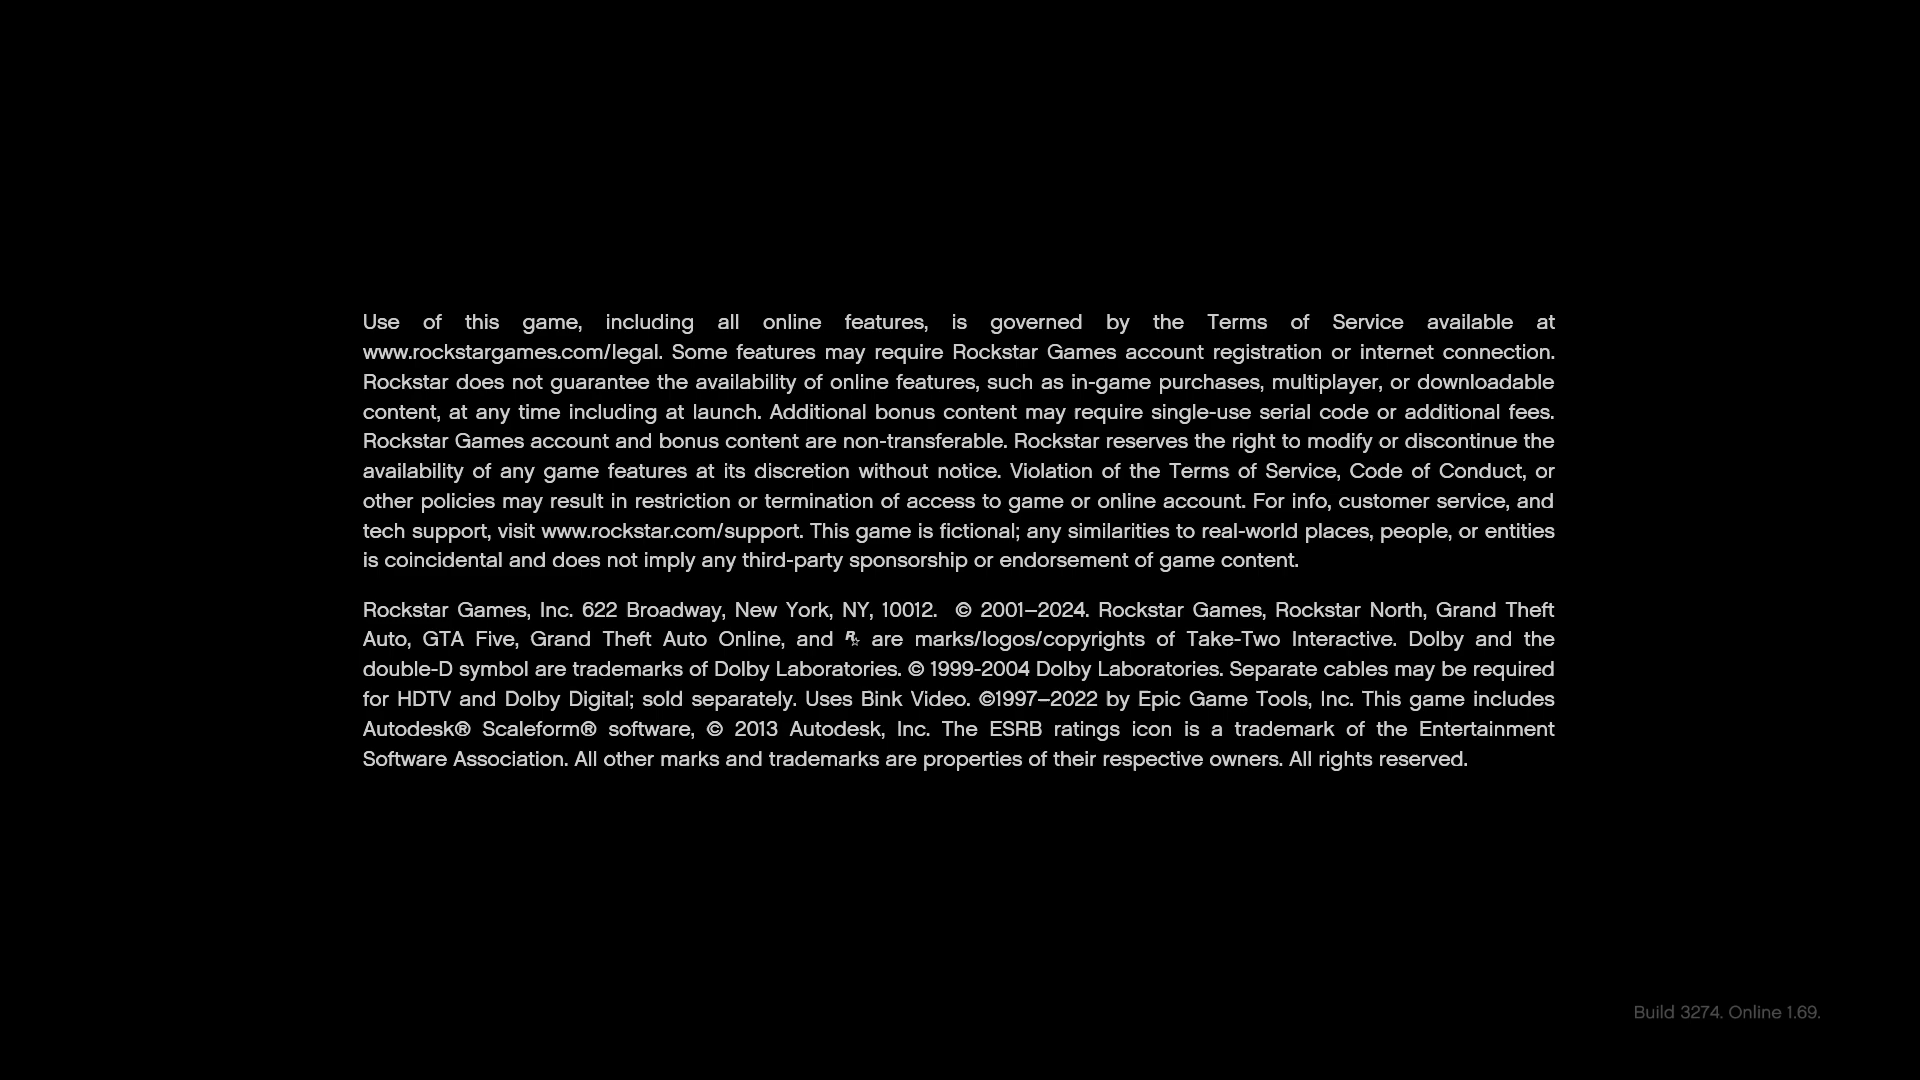 Use of this game, including all online features, is governed by the Terms of Service available at
www.rockstargames.com/legal. Some features may require Rockstar Games account registration or internet connection.
Rockstar does not guarantee the availability of online features, such as in-game purchases, multiplayer, or downloadable
content, at any time including at launch. Additional bonus content may require single-use serial code or additional fees.
Rockstar Games account and bonus content are non-transferable. Rockstar reserves the right to modify or discontinue the
availability of any game features at its discretion without notice. Violation of the Terms of Service, Code of Conduct, or
other policies may result in restriction or termination of access to game or online account. For info, customer service, and
tech support, visit www.rockstar.com/support. This game is fictional; any similarities to real-world places, people, or entities
is coincidental and does not imply any third-party sponsorship or endorsement of game content.
Rockstar Games, Inc. 622 Broadway, New York, NY, 10012. © 2001–2024. Rockstar Games, Rockstar North, Grand Theft
Auto, GTA Five, Grand Theft Auto Online, and R★ are marks/logos/copyrights of Take-Two Interactive. Dolby and the
double-D symbol are trademarks of Dolby Laboratories. © 1999-2004 Dolby Laboratories. Separate cables may be required
for HDTV and Dolby Digital; sold separately. Uses Bink Video. ©1997–2022 by Epic Game Tools, Inc. This game includes
Autodesk® Scaleform® software, © 2013 Autodesk, Inc. The ESRB ratings icon is a trademark of the Entertainment
Software Association. All other marks and trademarks are properties of their respective owners. All rights reserved.
Build 3274. Online 1.69.